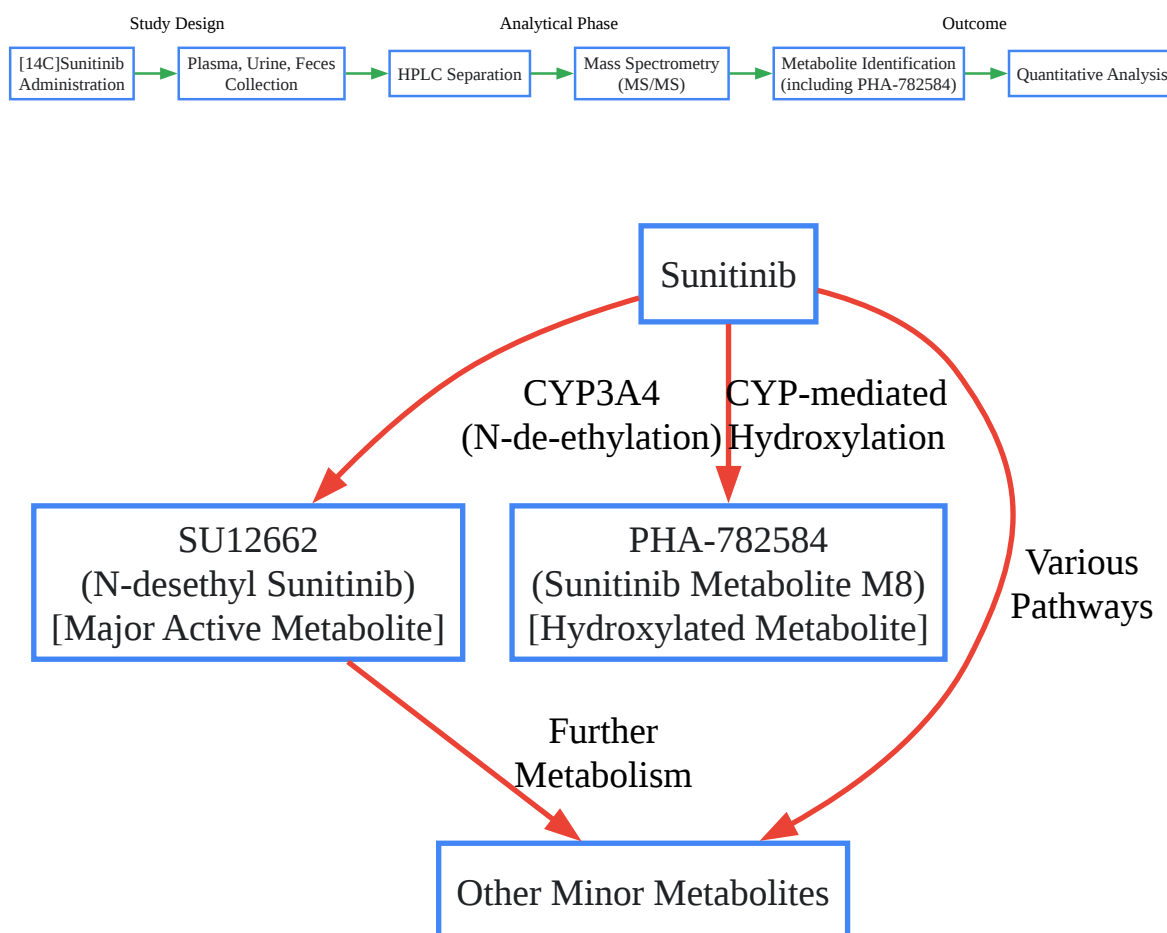 Study Design
Analytical Phase
Outcome
[14C]Sunitinib
Administration
Plasma, Urine, Feces
Collection
HPLC Separation
Mass Spectrometry
(MS/MS)
Metabolite Identification
(including PHA-782584)
Quantitative Analysis
Sunitinib
CYP3A4
(N-de-ethylation)
CYP-mediated
Hydroxylation
SU12662
(N-desethyl Sunitinib)
[Major Active Metabolite]
PHA-782584
(Sunitinib Metabolite M8)
[Hydroxylated Metabolite]
Various
Pathways
Further
Metabolism
Other Minor Metabolites